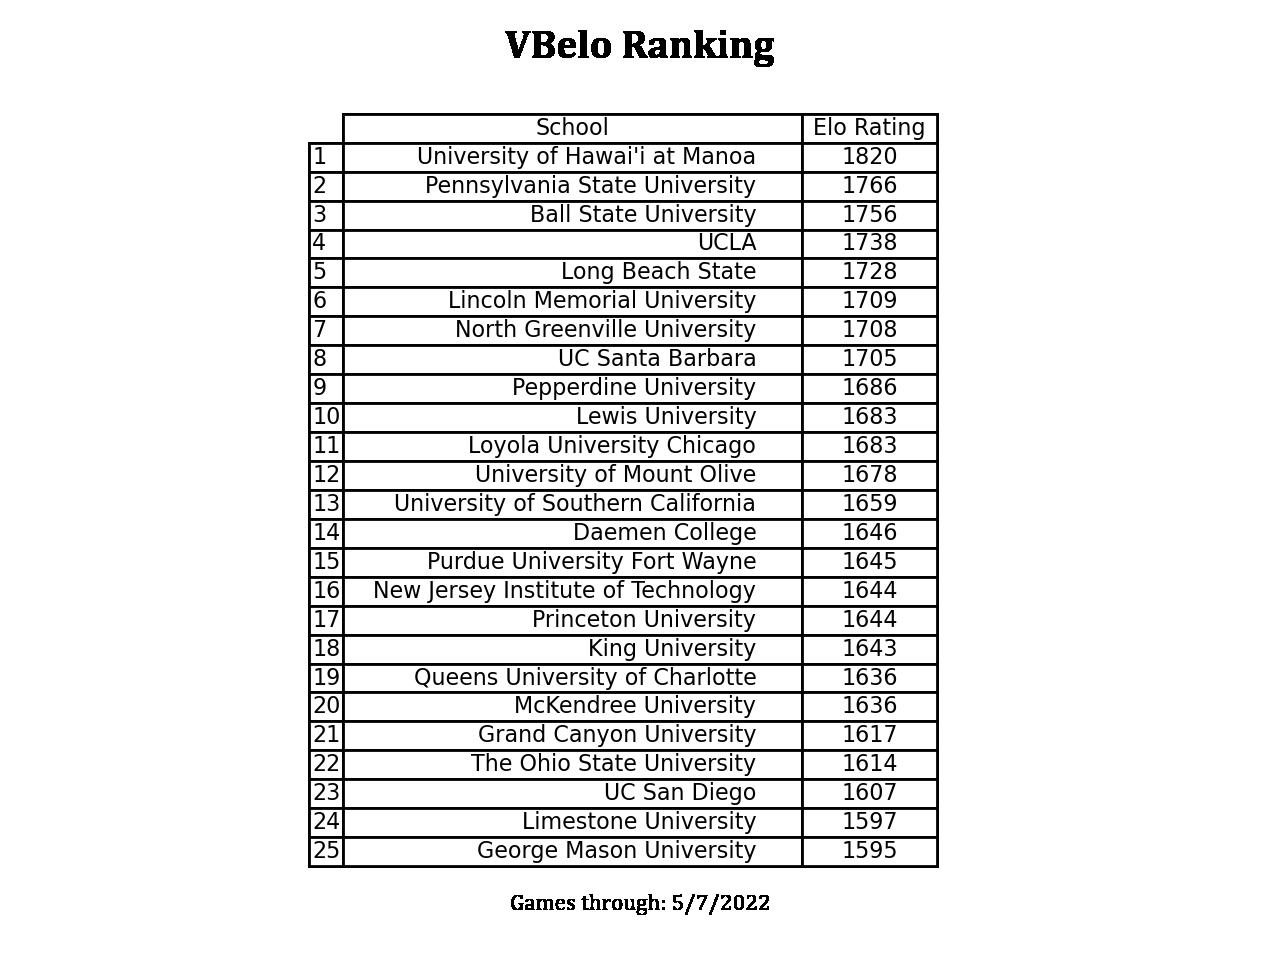 VBelo Ranking
School Elo Rating
1 University of Hawai'i at Manoa 1820
2 Pennsylvania State University 1766
3 Ball State University 1756
4 UCLA 1738
5 Long Beach State 1728
6 Lincoln Memorial University 1709
7 North Greenville University 1708
8 UC Santa Barbara 1705
9 Pepperdine University 1686
10 Lewis University 1683
11 Loyola University Chicago 1683
12 University of Mount Olive 1678
13 University of Southern California 1659
14 Daemen College 1646
15 Purdue University Fort Wayne 1645
16 New Jersey Institute of Technology 1644
17 Princeton University 1644
18 King University 1643
19 Queens University of Charlotte 1636
20 McKendree University 1636
21 Grand Canyon University 1617
22 The Ohio State University 1614
23 UC San Diego 1607
24 Limestone University 1597
25 George Mason University 1595
Games through: 5/7/2022